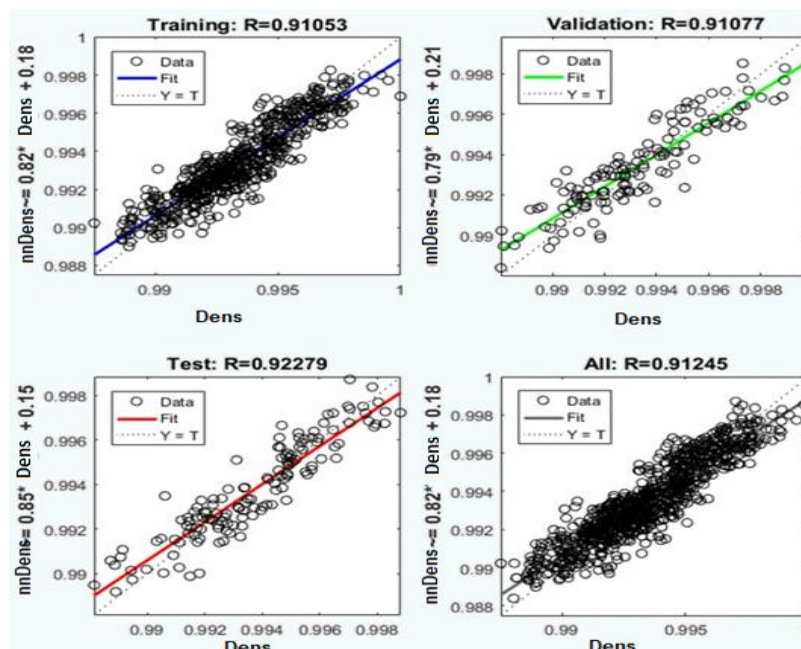 Training: R=0.91053
nnDens~= 0.82* Dens + 0.18
1
0.998
0.996
0.994
0.992
0.99
0.988
Data
Fit
Y = T
0.99 0.995 1
Dens
Validation: R=0.91077
nnDens~= 0.79* Dens + 0.21
0.998
0.996
0.994
0.992
0.99
Data
Fit
Y = T
0.99 0.992 0.994 0.996 0.998
Dens
Test: R=0.92279
nnDens~= 0.85* Dens + 0.15
0.998
0.996
0.994
0.992
0.99
Data
Fit
Y = T
0.99 0.992 0.994 0.996 0.998
Dens
All: R=0.91245
nnDens~= 0.82* Dens + 0.18
1
0.998
0.996
0.994
0.992
0.99
0.988
Data
Fit
Y = T
0.99 0.995
Dens